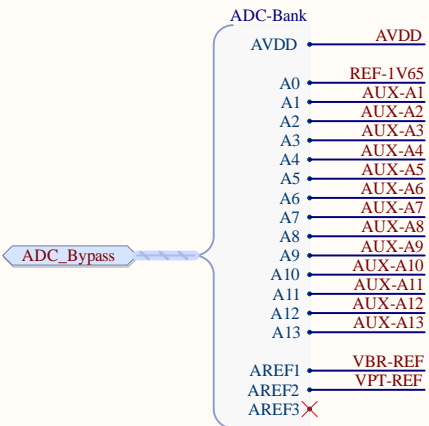 ADC-Bank
AVDD AVDD
A0 REF-1V65
A1 AUX-A1
A2 AUX-A2
A3 AUX-A3
A4 AUX-A4
A5 AUX-A5
A6 AUX-A6
A7 AUX-A7
A8 AUX-A8
ADC_Bypass
A9 AUX-A9
A10 AUX-A10
A11 AUX-A11
A12 AUX-A12
A13 AUX-A13
AREF1 VBR-REF
AREF2 VPT-REF
AREF3